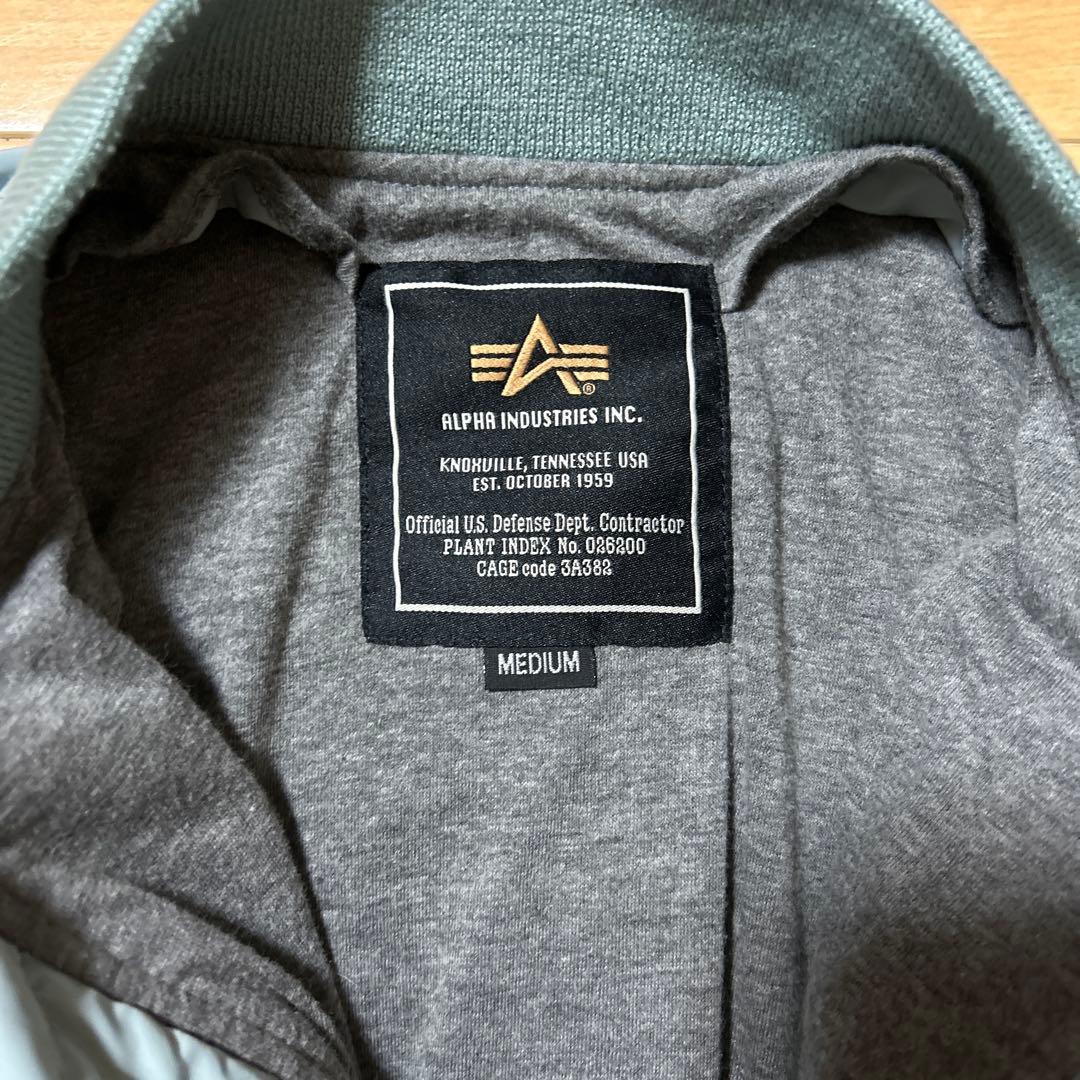 ALPHA INDUSTRIES INC.
KNOXVILLE, TENNESSEE USA
EST. OCTOBER 1959
Official U.S. Defense Dept. Contractor
PLANT INDEX No. 026200
CAGE code 3A382
MEDIUM